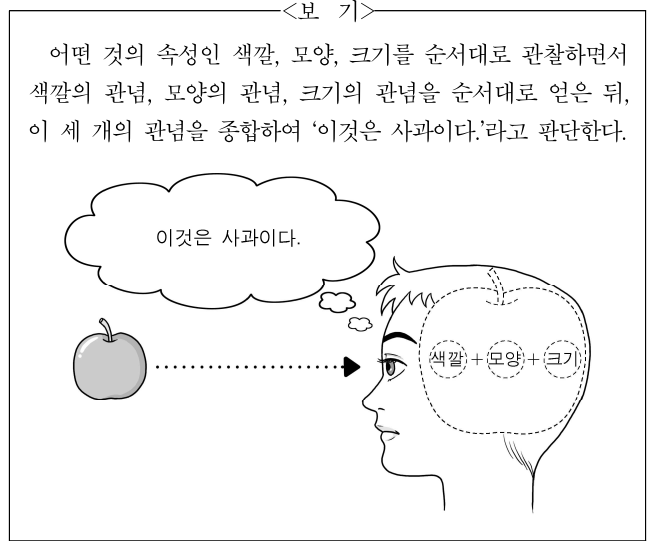 <보 기>
어떤 것의 속성인 색깔, 모양, 크기를 순서대로 관찰하면서
색깔의 관념, 모양의 관념, 크기의 관념을 순서대로 얻은 뒤,
이 세 개의 관념을 종합하여 ‘이것은 사과이다.’라고 판단한다.
이것은 사과이다.
색깔 + 모양 + 크기